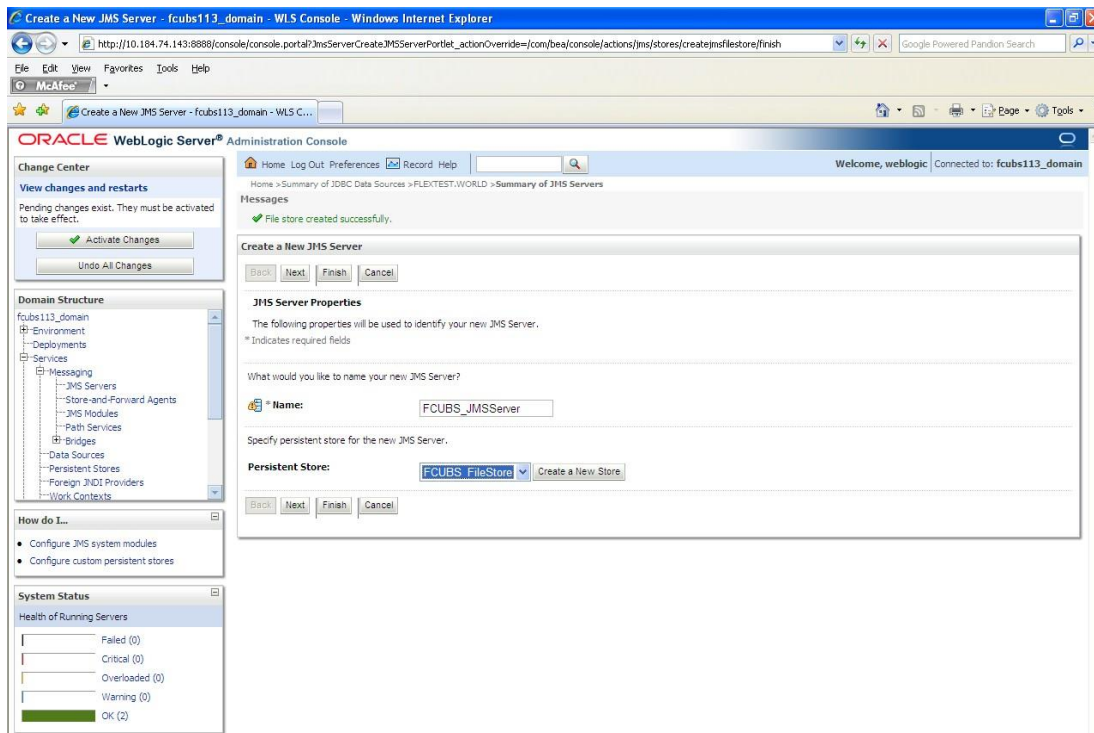 Create a New JMS Server - fcubs113_domain - WLS Console - Windows Internet Explorer
http://10.184.74.143:8888/console/console.portal?JmsServerCreateJMSServerPortlet_actionOverride=/com/bea/console/actions/jms/stores/createjmsfilestore/finish
Google Powered Pandion Search
File Edit View Favorites Tools Help
McAfee
Create a New JMS Server - fcubs113_domain - WLS C...
Page Tools
ORACLE WebLogic Server® Administration Console
Change Center
View changes and restarts
Pending changes exist. They must be activated
to take effect.
Activate Changes
Undo All Changes
Domain Structure
fcubs113_domain
Environment
Deployments
Services
Messaging
JMS Servers
Store-and-Forward Agents
JMS Modules
Path Services
Bridges
Data Sources
Persistent Stores
Foreign JNDI Providers
Work Contexts
How do I...
Configure JMS system modules
Configure custom persistent stores
System Status
Health of Running Servers
Failed (0)
Critical (0)
Overloaded (0)
Warning (0)
OK (2)
Home Log Out Preferences Record Help
Welcome, weblogic Connected to: fcubs113_domain
Home >Summary of JDBC Data Sources >FLEXTEST.WORLD >Summary of JMS Servers
Messages
File store created successfully.
Create a New JMS Server
Back Next Finish Cancel
JMS Server Properties
The following properties will be used to identify your new JMS Server.
* Indicates required fields
What would you like to name your new JMS Server?
* Name: FCUBS_JMSServer
Specify persistent store for the new JMS Server.
Persistent Store: FCUBS_FileStore Create a New Store
Back Next Finish Cancel